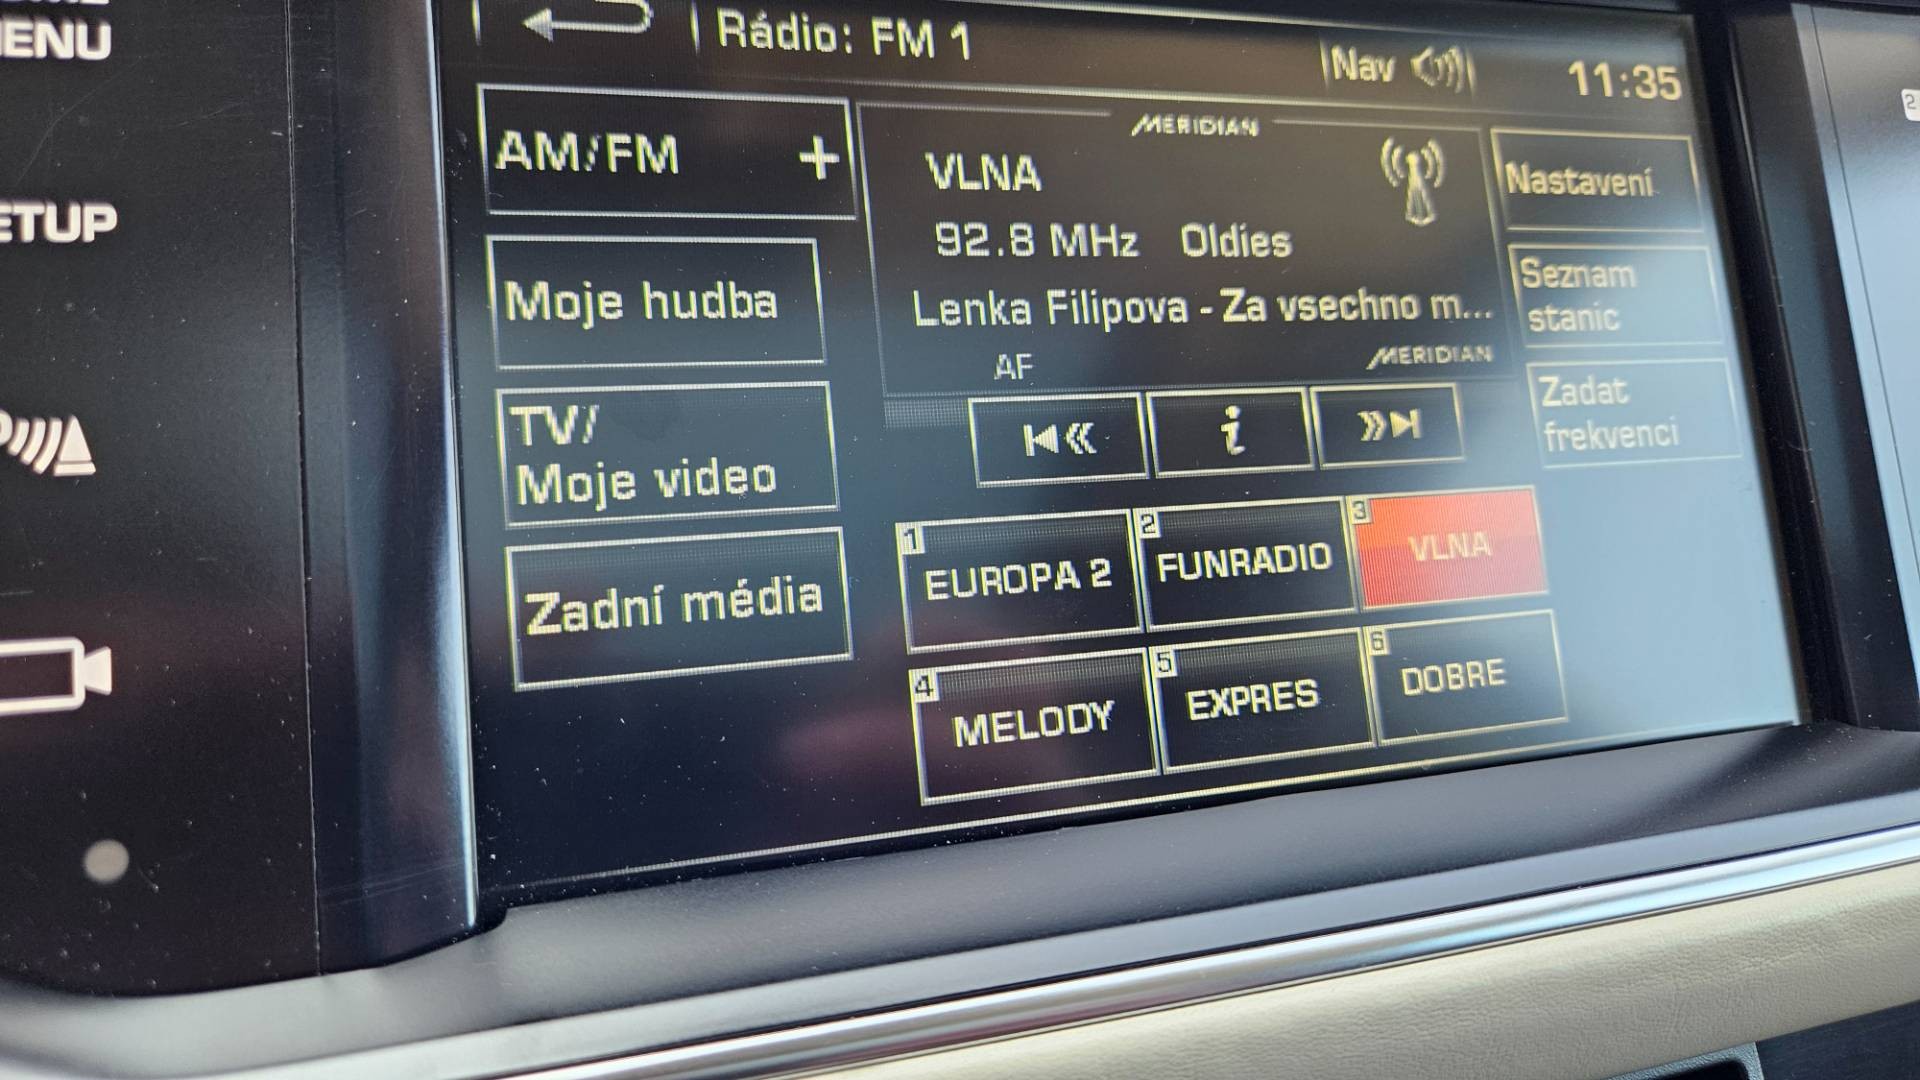 ENU
ETUP
Rádio: FM 1
Nav
11:35
AM/FM +
Moje hudba
TV/
Moje video
Zadní média
MERIDIAN
VLNA
92.8 MHz Oldies
Lenka Filipova - Za vsechno m...
AF
MERIDIAN
i
Nastavení
Seznam
stanic
Zadat
frekvenci
1
EUROPA 2
2
FUNRADIO
3
VLNA
4
MELODY
5
EXPRES
6
DOBRE
2